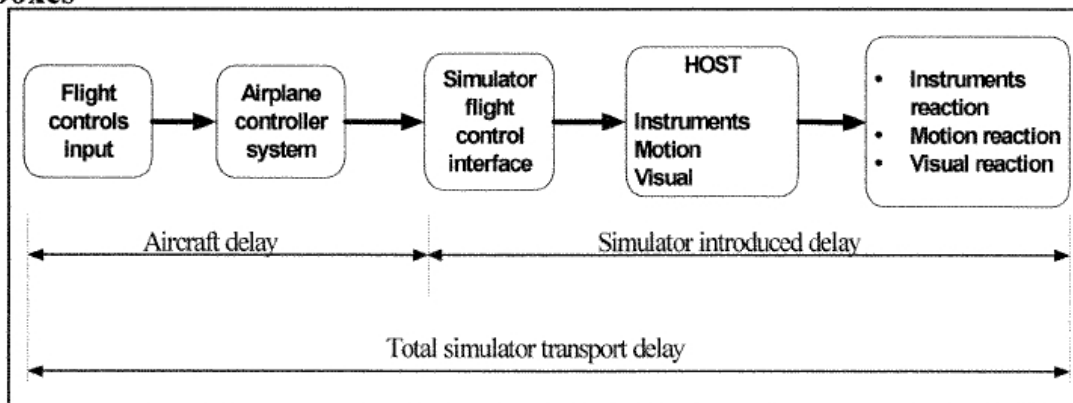 Flight
controls
input
Airplane
controller
system
Simulator
flight
control
interface
HOST
Instruments
Motion
Visual
• Instruments
reaction
• Motion reaction
• Visual reaction
Aircraft delay
Simulator introduced delay
Total simulator transport delay